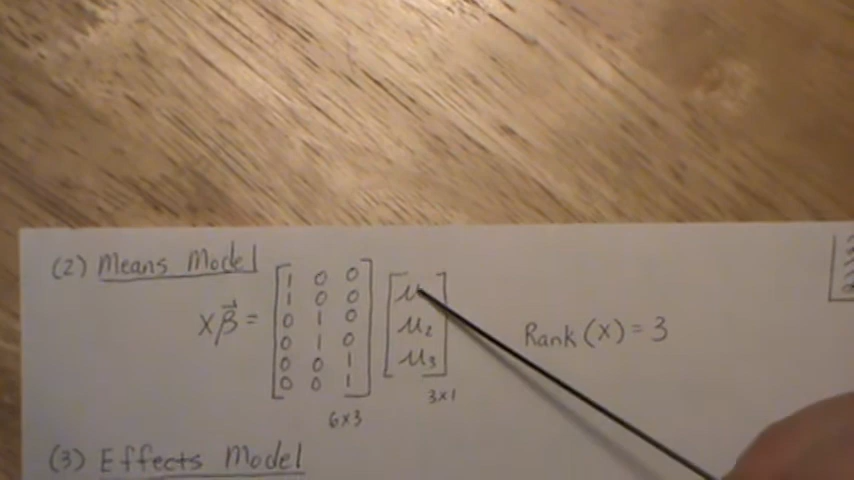 (2) Means Model
Xβ⃗ = [1 0 0] [μ
1 0 0
0 1 0 μ₂ Rank (X) = 3
0 1 0
0 0 1 μ₃
0 0 1]
6x3 3x1
(3) Effects Model